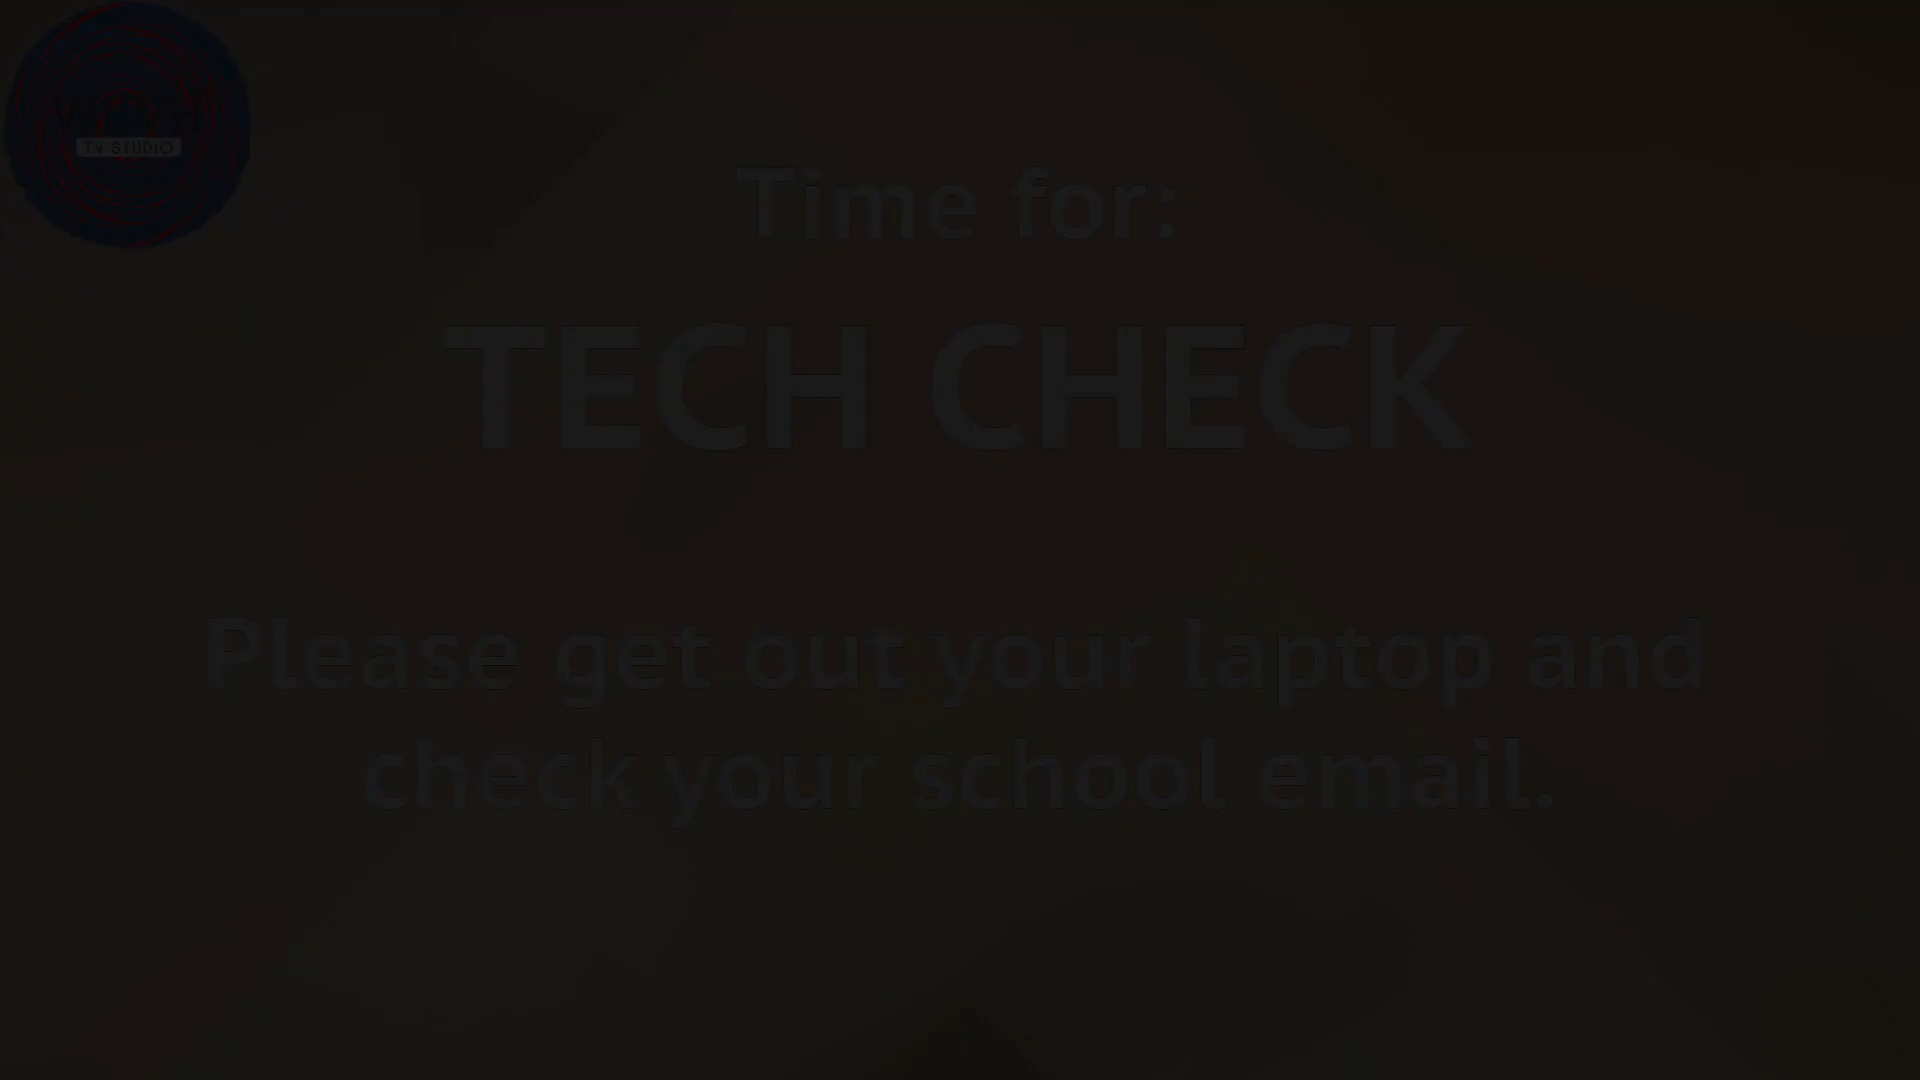 TV STUDIO
Time for:
TECH CHECK
Please get out your laptop and
check your school email.